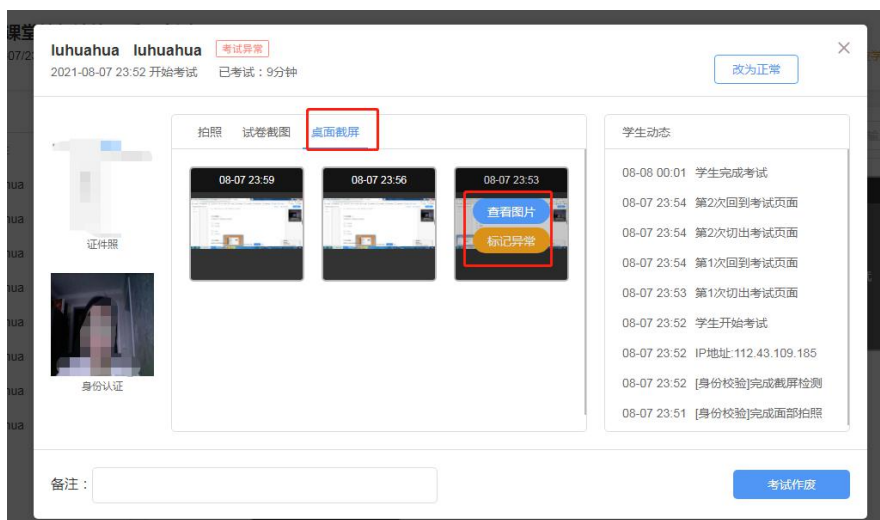 luhuahua luhuahua 考试异常
2021-08-07 23:52 开始考试 已考试：9分钟
改为正常
拍照 试卷截图 桌面截屏
08-07 23:59 08-07 23:56 08-07 23:53
查看图片
标记异常
证件照
身份认证
学生动态
08-08 00:01 学生完成考试
08-07 23:54 第2次回到考试页面
08-07 23:54 第2次切出考试页面
08-07 23:54 第1次回到考试页面
08-07 23:53 第1次切出考试页面
08-07 23:52 学生开始考试
08-07 23:52 IP地址:112.43.109.185
08-07 23:52 [身份校验]完成截屏检测
08-07 23:51 [身份校验]完成面部拍照
备注：
考试作废